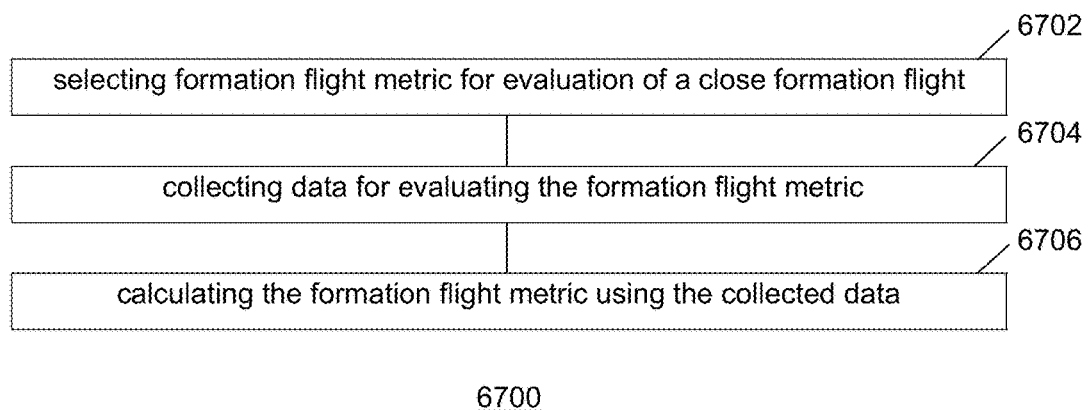 6702
selecting formation flight metric for evaluation of a close formation flight
6704
collecting data for evaluating the formation flight metric
6706
calculating the formation flight metric using the collected data
6700